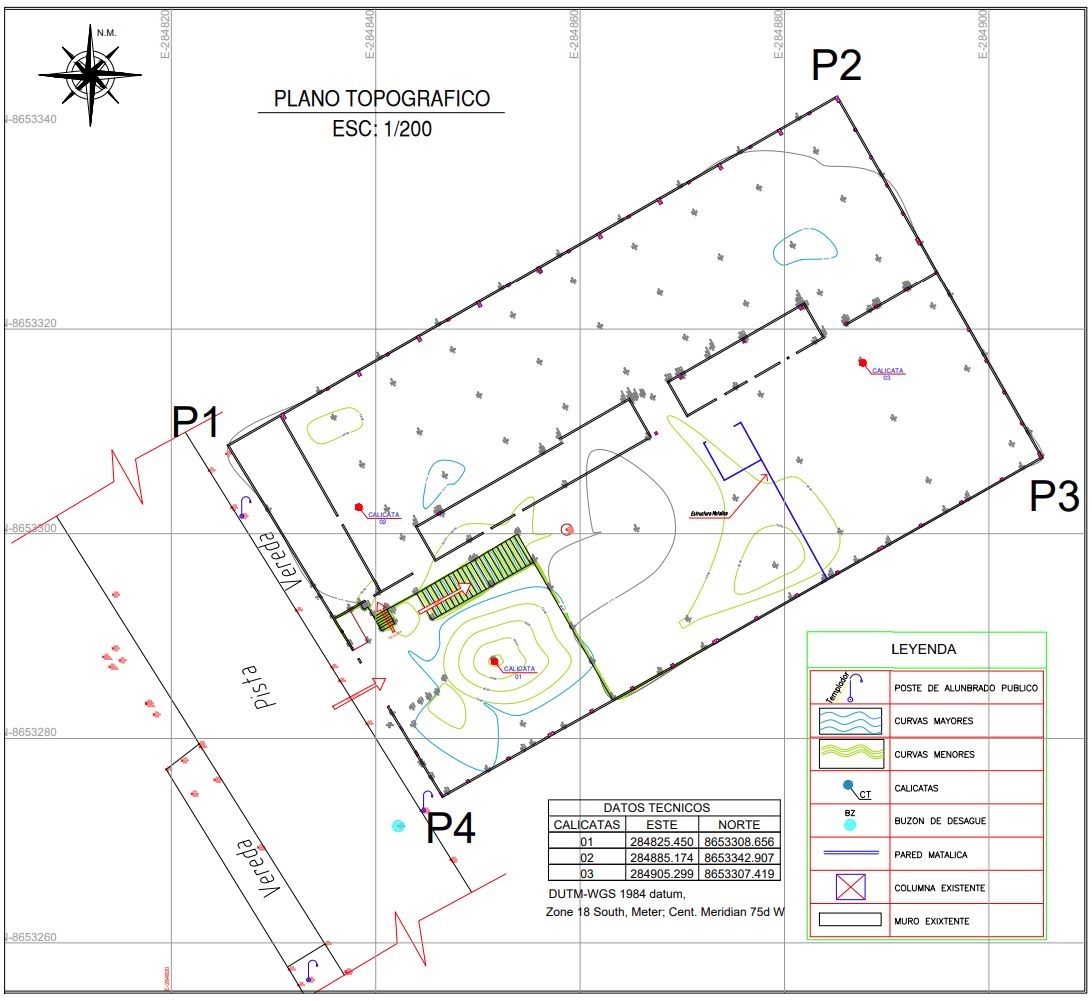 E-284820
E-284840
E-284860
E-284880
E-284900
N.M.
P2
PLANO TOPOGRAFICO
ESC: 1/200
N-8653340
N-8653320
CALICATA
03
P1
P3
CALICATA
02
Estructura Metalica
N-8653300
Vereda
CALICATA
01
Pista
N-8653280
P4
Vereda
N-8653260
E-284820
DATOS TECNICOS
CALICATAS ESTE NORTE
01 284825.450 8653308.656
02 284885.174 8653342.907
03 284905.299 8653307.419
DUTM-WGS 1984 datum,
Zone 18 South, Meter; Cent. Meridian 75d W
LEYENDA
Templador POSTE DE ALUNBRADO PUBLICO
CURVAS MAYORES
CURVAS MENORES
CT CALICATAS
BZ BUZON DE DESAGUE
PARED MATALICA
COLUMNA EXISTENTE
MURO EXIXTENTE